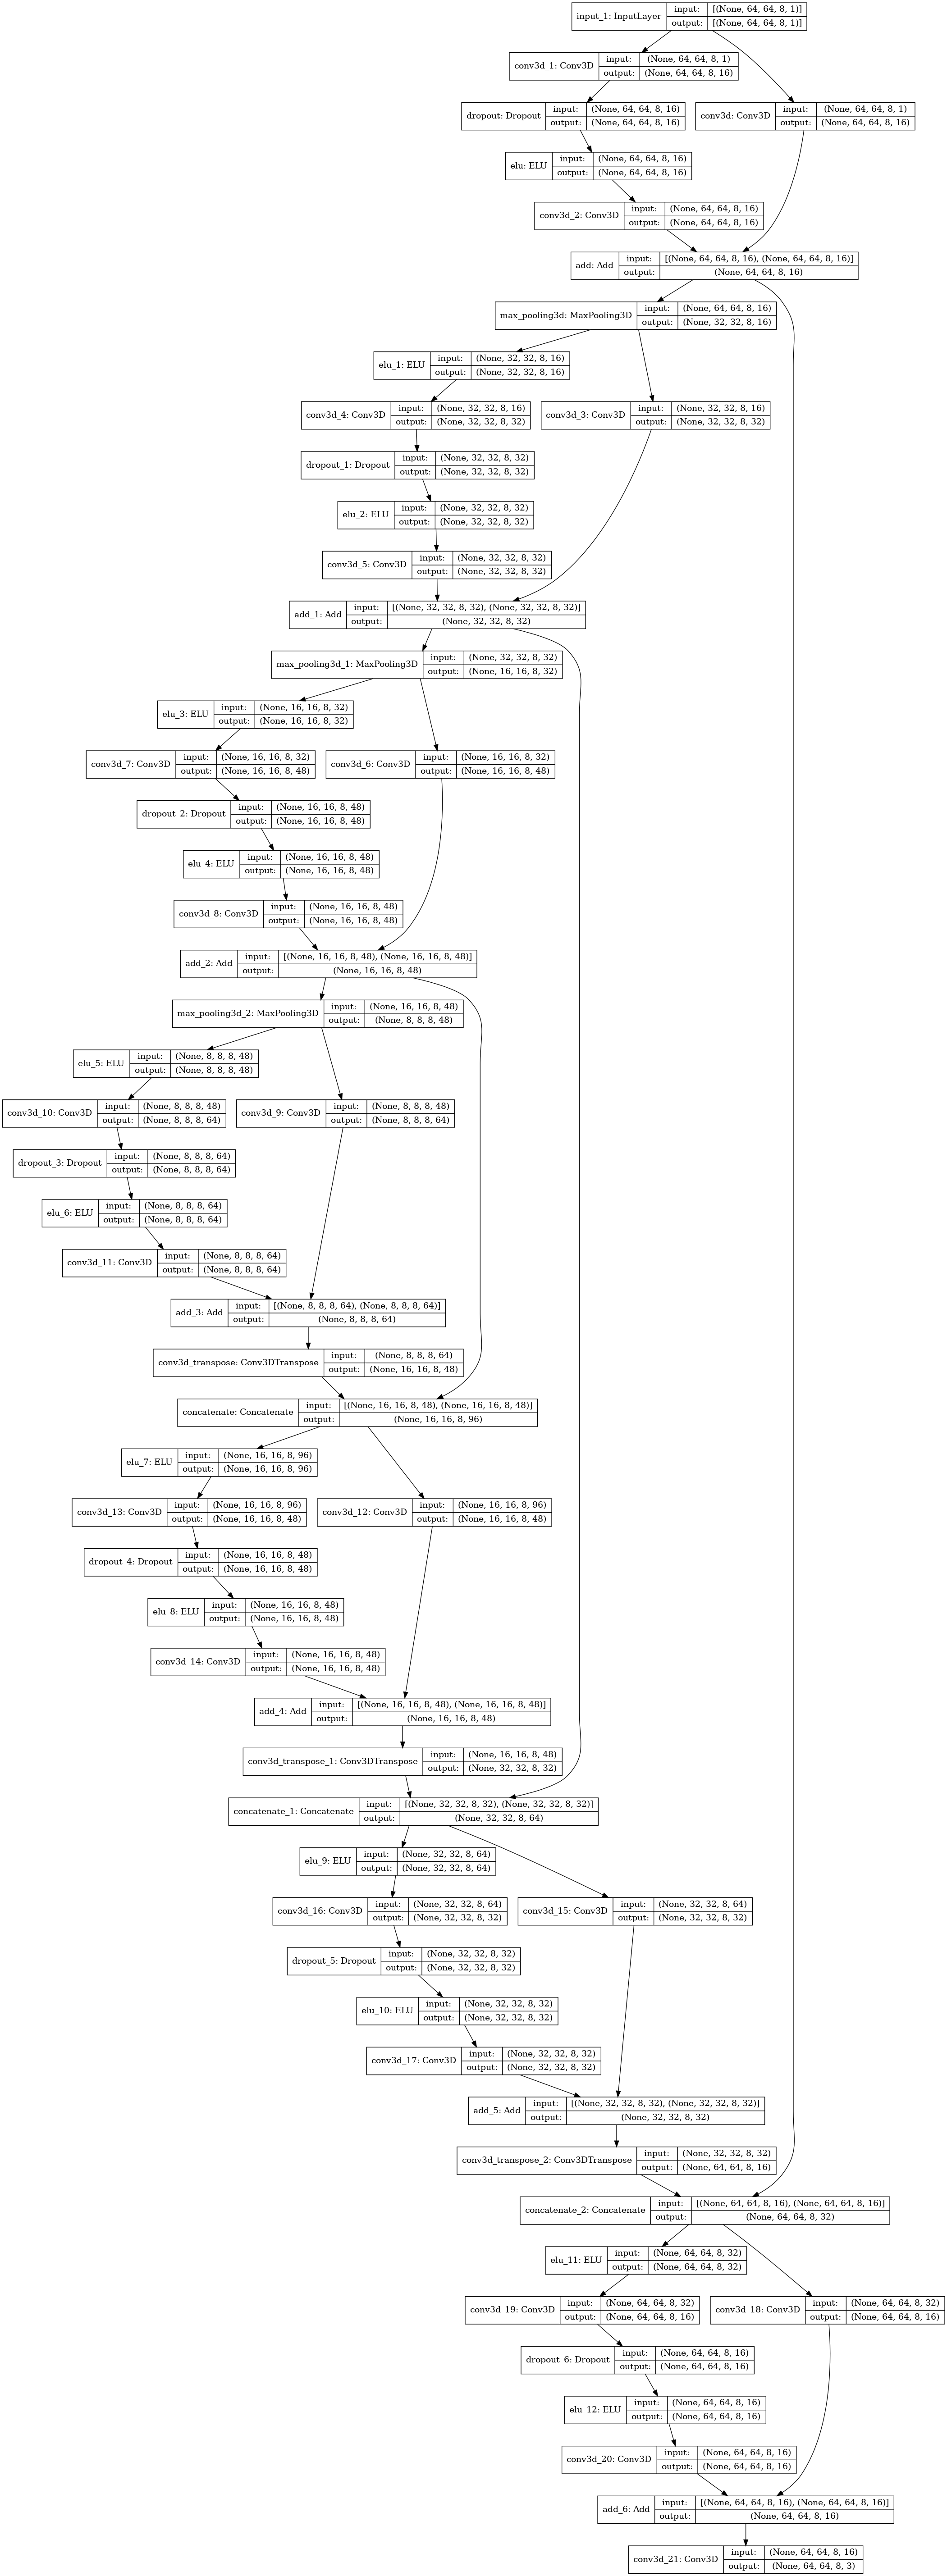 input_1: InputLayer input: [(None, 64, 64, 8, 1)]
output: [(None, 64, 64, 8, 1)]
conv3d_1: Conv3D input: (None, 64, 64, 8, 1)
output: (None, 64, 64, 8, 16)
dropout: Dropout input: (None, 64, 64, 8, 16)
output: (None, 64, 64, 8, 16)
conv3d: Conv3D input: (None, 64, 64, 8, 1)
output: (None, 64, 64, 8, 16)
elu: ELU input: (None, 64, 64, 8, 16)
output: (None, 64, 64, 8, 16)
conv3d_2: Conv3D input: (None, 64, 64, 8, 16)
output: (None, 64, 64, 8, 16)
add: Add input: [(None, 64, 64, 8, 16), (None, 64, 64, 8, 16)]
output: (None, 64, 64, 8, 16)
max_pooling3d: MaxPooling3D input: (None, 64, 64, 8, 16)
output: (None, 32, 32, 8, 16)
elu_1: ELU input: (None, 32, 32, 8, 16)
output: (None, 32, 32, 8, 16)
conv3d_4: Conv3D input: (None, 32, 32, 8, 16)
output: (None, 32, 32, 8, 32)
conv3d_3: Conv3D input: (None, 32, 32, 8, 16)
output: (None, 32, 32, 8, 32)
dropout_1: Dropout input: (None, 32, 32, 8, 32)
output: (None, 32, 32, 8, 32)
elu_2: ELU input: (None, 32, 32, 8, 32)
output: (None, 32, 32, 8, 32)
conv3d_5: Conv3D input: (None, 32, 32, 8, 32)
output: (None, 32, 32, 8, 32)
add_1: Add input: [(None, 32, 32, 8, 32), (None, 32, 32, 8, 32)]
output: (None, 32, 32, 8, 32)
max_pooling3d_1: MaxPooling3D input: (None, 32, 32, 8, 32)
output: (None, 16, 16, 8, 32)
elu_3: ELU input: (None, 16, 16, 8, 32)
output: (None, 16, 16, 8, 32)
conv3d_7: Conv3D input: (None, 16, 16, 8, 32)
output: (None, 16, 16, 8, 48)
conv3d_6: Conv3D input: (None, 16, 16, 8, 32)
output: (None, 16, 16, 8, 48)
dropout_2: Dropout input: (None, 16, 16, 8, 48)
output: (None, 16, 16, 8, 48)
elu_4: ELU input: (None, 16, 16, 8, 48)
output: (None, 16, 16, 8, 48)
conv3d_8: Conv3D input: (None, 16, 16, 8, 48)
output: (None, 16, 16, 8, 48)
add_2: Add input: [(None, 16, 16, 8, 48), (None, 16, 16, 8, 48)]
output: (None, 16, 16, 8, 48)
max_pooling3d_2: MaxPooling3D input: (None, 16, 16, 8, 48)
output: (None, 8, 8, 8, 48)
elu_5: ELU input: (None, 8, 8, 8, 48)
output: (None, 8, 8, 8, 48)
conv3d_10: Conv3D input: (None, 8, 8, 8, 48)
output: (None, 8, 8, 8, 64)
conv3d_9: Conv3D input: (None, 8, 8, 8, 48)
output: (None, 8, 8, 8, 64)
dropout_3: Dropout input: (None, 8, 8, 8, 64)
output: (None, 8, 8, 8, 64)
elu_6: ELU input: (None, 8, 8, 8, 64)
output: (None, 8, 8, 8, 64)
conv3d_11: Conv3D input: (None, 8, 8, 8, 64)
output: (None, 8, 8, 8, 64)
add_3: Add input: [(None, 8, 8, 8, 64), (None, 8, 8, 8, 64)]
output: (None, 8, 8, 8, 64)
conv3d_transpose: Conv3DTranspose input: (None, 8, 8, 8, 64)
output: (None, 16, 16, 8, 48)
concatenate: Concatenate input: [(None, 16, 16, 8, 48), (None, 16, 16, 8, 48)]
output: (None, 16, 16, 8, 96)
elu_7: ELU input: (None, 16, 16, 8, 96)
output: (None, 16, 16, 8, 96)
conv3d_13: Conv3D input: (None, 16, 16, 8, 96)
output: (None, 16, 16, 8, 48)
conv3d_12: Conv3D input: (None, 16, 16, 8, 96)
output: (None, 16, 16, 8, 48)
dropout_4: Dropout input: (None, 16, 16, 8, 48)
output: (None, 16, 16, 8, 48)
elu_8: ELU input: (None, 16, 16, 8, 48)
output: (None, 16, 16, 8, 48)
conv3d_14: Conv3D input: (None, 16, 16, 8, 48)
output: (None, 16, 16, 8, 48)
add_4: Add input: [(None, 16, 16, 8, 48), (None, 16, 16, 8, 48)]
output: (None, 16, 16, 8, 48)
conv3d_transpose_1: Conv3DTranspose input: (None, 16, 16, 8, 48)
output: (None, 32, 32, 8, 32)
concatenate_1: Concatenate input: [(None, 32, 32, 8, 32), (None, 32, 32, 8, 32)]
output: (None, 32, 32, 8, 64)
elu_9: ELU input: (None, 32, 32, 8, 64)
output: (None, 32, 32, 8, 64)
conv3d_16: Conv3D input: (None, 32, 32, 8, 64)
output: (None, 32, 32, 8, 32)
conv3d_15: Conv3D input: (None, 32, 32, 8, 64)
output: (None, 32, 32, 8, 32)
dropout_5: Dropout input: (None, 32, 32, 8, 32)
output: (None, 32, 32, 8, 32)
elu_10: ELU input: (None, 32, 32, 8, 32)
output: (None, 32, 32, 8, 32)
conv3d_17: Conv3D input: (None, 32, 32, 8, 32)
output: (None, 32, 32, 8, 32)
add_5: Add input: [(None, 32, 32, 8, 32), (None, 32, 32, 8, 32)]
output: (None, 32, 32, 8, 32)
conv3d_transpose_2: Conv3DTranspose input: (None, 32, 32, 8, 32)
output: (None, 64, 64, 8, 16)
concatenate_2: Concatenate input: [(None, 64, 64, 8, 16), (None, 64, 64, 8, 16)]
output: (None, 64, 64, 8, 32)
elu_11: ELU input: (None, 64, 64, 8, 32)
output: (None, 64, 64, 8, 32)
conv3d_19: Conv3D input: (None, 64, 64, 8, 32)
output: (None, 64, 64, 8, 16)
conv3d_18: Conv3D input: (None, 64, 64, 8, 32)
output: (None, 64, 64, 8, 16)
dropout_6: Dropout input: (None, 64, 64, 8, 16)
output: (None, 64, 64, 8, 16)
elu_12: ELU input: (None, 64, 64, 8, 16)
output: (None, 64, 64, 8, 16)
conv3d_20: Conv3D input: (None, 64, 64, 8, 16)
output: (None, 64, 64, 8, 16)
add_6: Add input: [(None, 64, 64, 8, 16), (None, 64, 64, 8, 16)]
output: (None, 64, 64, 8, 16)
conv3d_21: Conv3D input: (None, 64, 64, 8, 16)
output: (None, 64, 64, 8, 3)